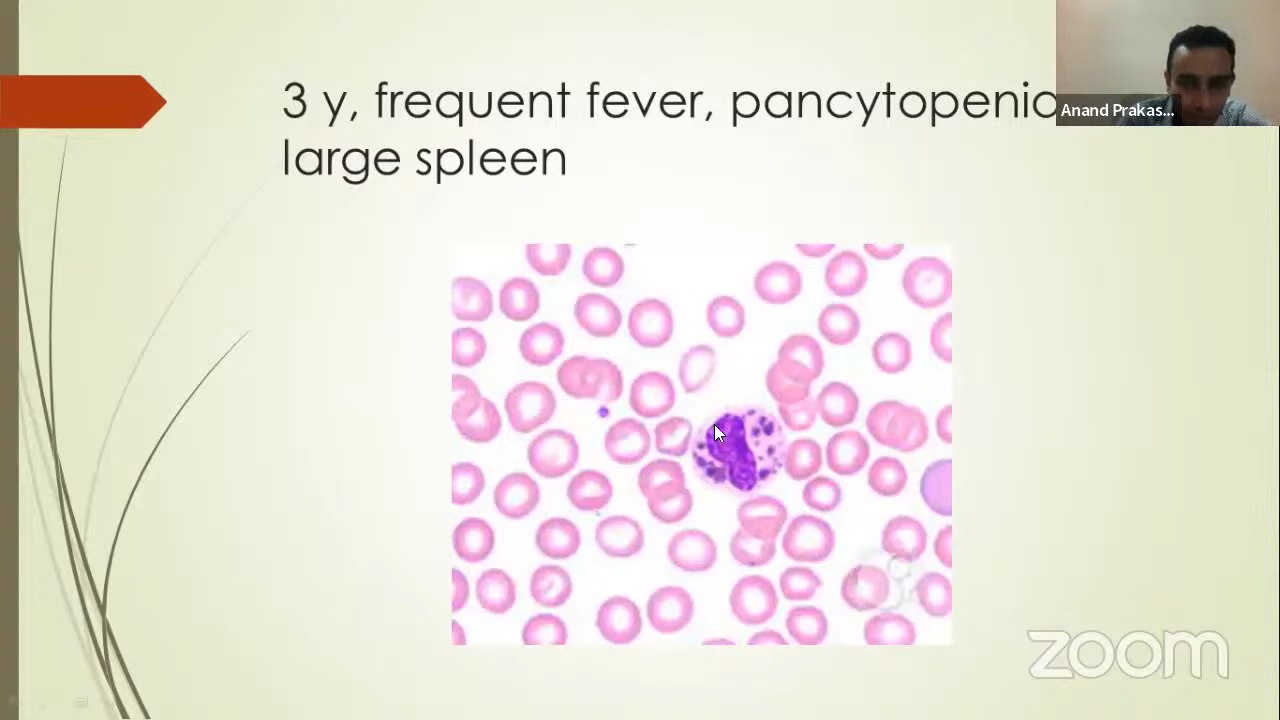 3 y, frequent fever, pancytopenia
large spleen
Anand Prakas...
zoom